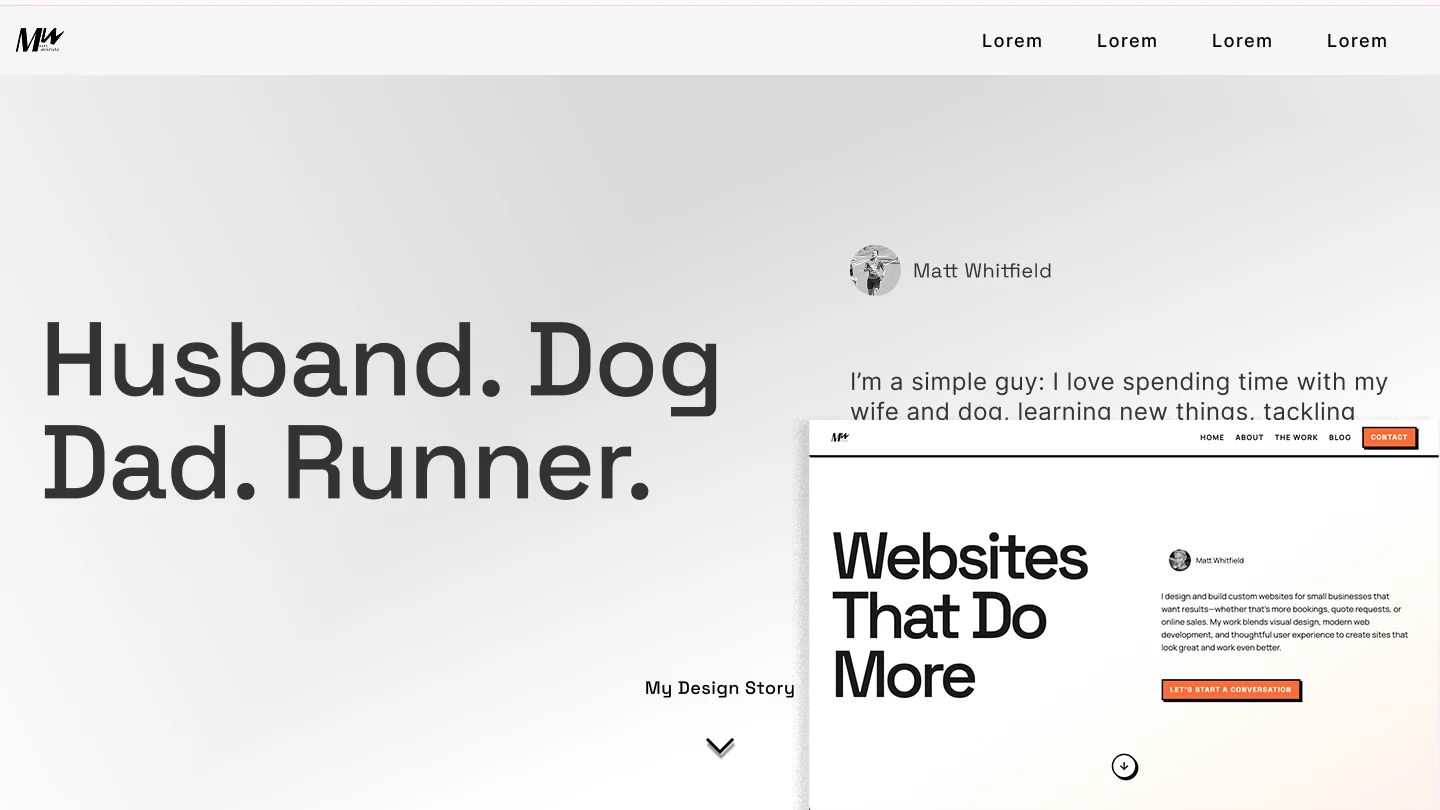 MW
Lorem Lorem Lorem Lorem
Husband. Dog
Dad. Runner.
Matt Whitfield
I’m a simple guy: I love spending time with my
wife and dog, learning new things, tackling
My Design Story
MW
HOME ABOUT THE WORK BLOG CONTACT
Websites
That Do
More
Matt Whitfield
I design and build custom websites for small businesses that
want results—whether that’s more bookings, quote requests, or
online sales. My work blends visual design, modern web
development, and thoughtful user experience to create sites that
look great and work even better.
LET’S START A CONVERSATION